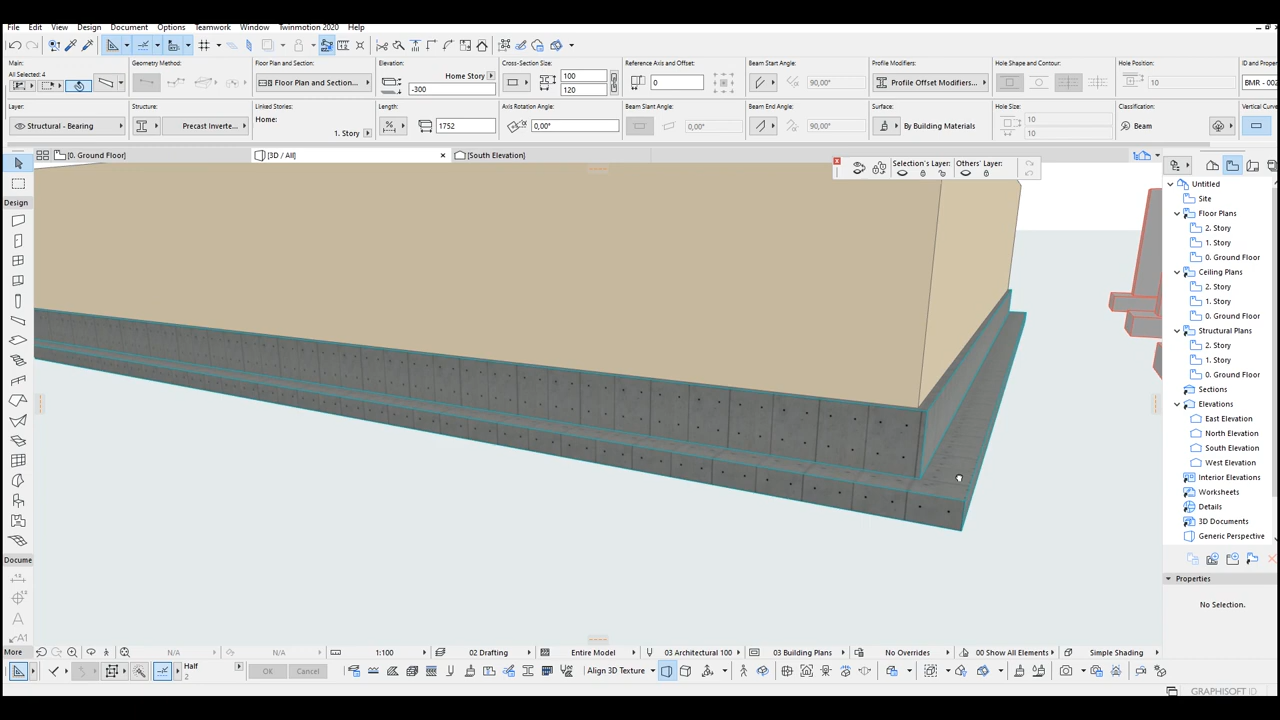 File Edit View Design Document Options Teamwork Window Twinmotion 2020 Help
Main: Geometry Method: Floor Plan and Section: Elevation: Cross-Section Size: Reference Axis and Offset: Beam Start Angle: Profile Modifiers: Hole Shape and Contour: Hole Position: ID and Proper
All Selected: 4 Floor Plan and Section... Home Story 100 0 90,00° Profile Offset Modifiers... 10 BMR - 002
-300 120
Layer: Structure: Linked Stories: Length: Axis Rotation Angle: Beam Slant Angle: Beam End Angle: Surface: Hole Size: Classification: Vertical Curve
Home:
Structural - Bearing Precast Inverte... 1. Story 1752 0,00° 0,00° 90,00° By Building Materials 10 Beam
10
[0. Ground Floor] [3D / All] [South Elevation]
Selection's Layer: Others' Layer:
Design
Docume
A1
More
Untitled
Site
Floor Plans
2. Story
1. Story
0. Ground Floor
Ceiling Plans
2. Story
1. Story
0. Ground Floor
Structural Plans
2. Story
1. Story
0. Ground Floor
Sections
Elevations
East Elevation
North Elevation
South Elevation
West Elevation
Interior Elevations
Worksheets
Details
3D Documents
Generic Perspective
Properties
No Selection.
N/A N/A 1:100 02 Drafting Entire Model 03 Architectural 100 03 Building Plans No Overrides 00 Show All Elements Simple Shading
Half
2
OK Cancel Align 3D Texture
GRAPHISOFT ID